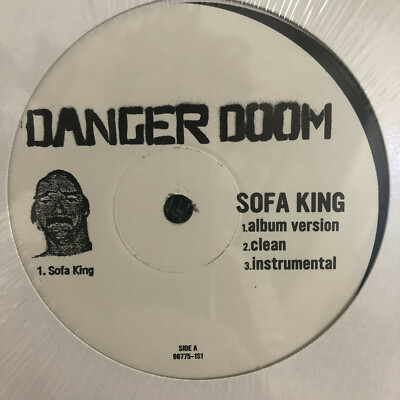 DANGER DOOM
SOFA KING
1.album version
2.clean
3.instrumental
1. Sofa King
SIDE A
86775-1S1